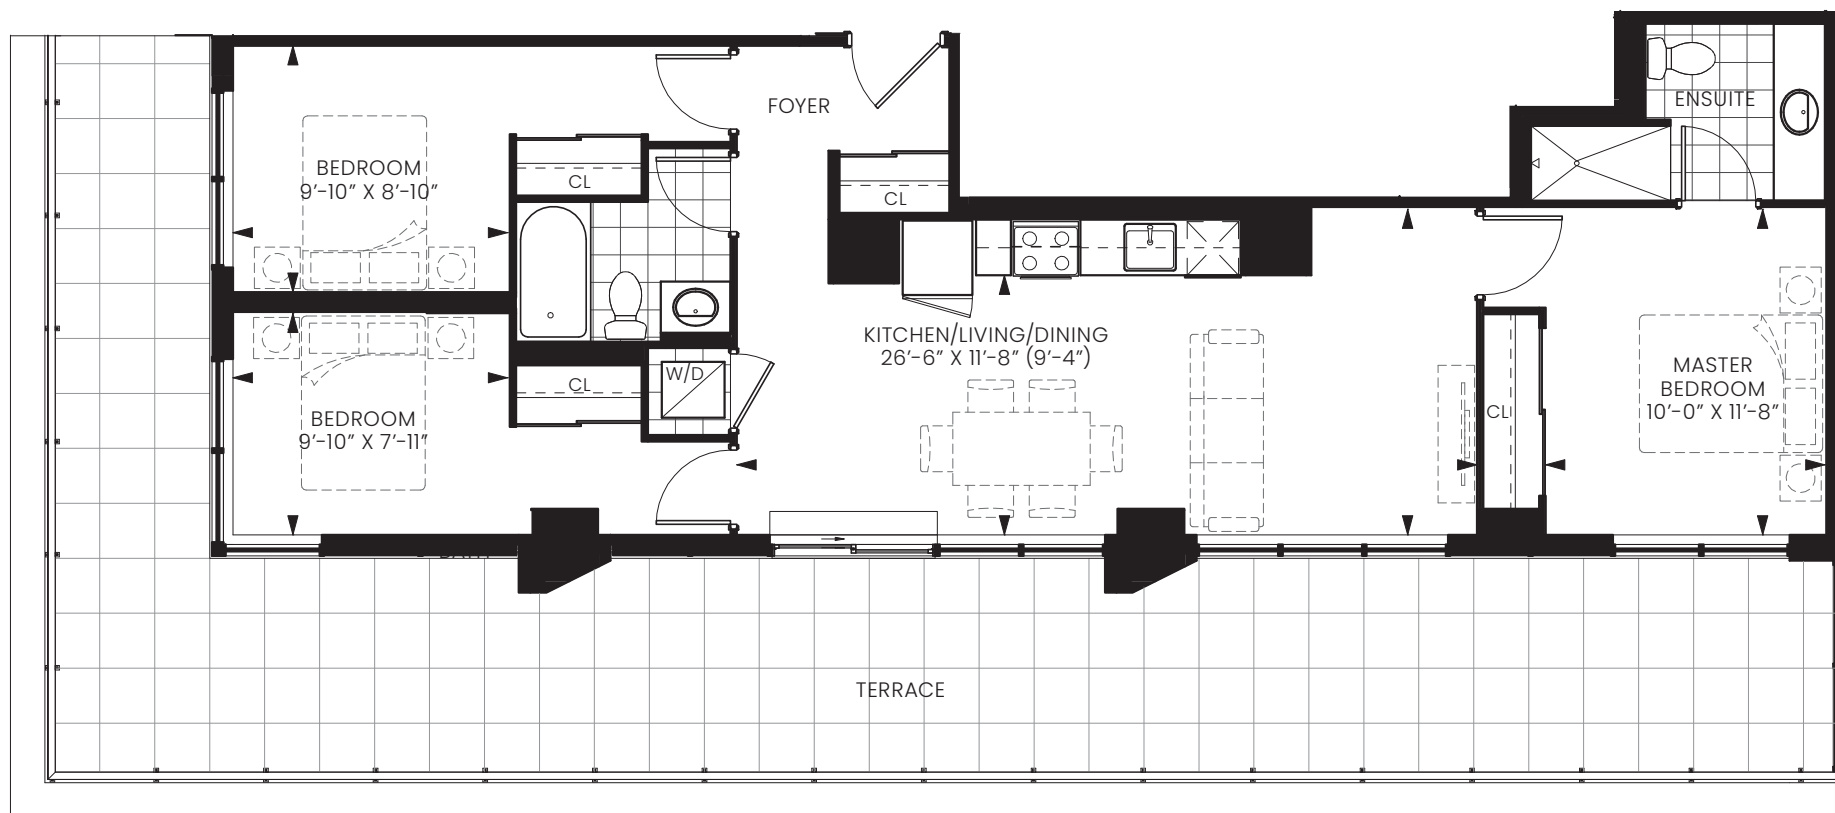 FOYER
ENSUITE
BEDROOM
9’-10” X 8’-10”
CL
CL
KITCHEN/LIVING/DINING
26’-6” X 11’-8” (9’-4”)
W/D
CL
MASTER
BEDROOM
10’-0” X 11’-8”
CL
BEDROOM
9’-10” X 7’-11”
TERRACE